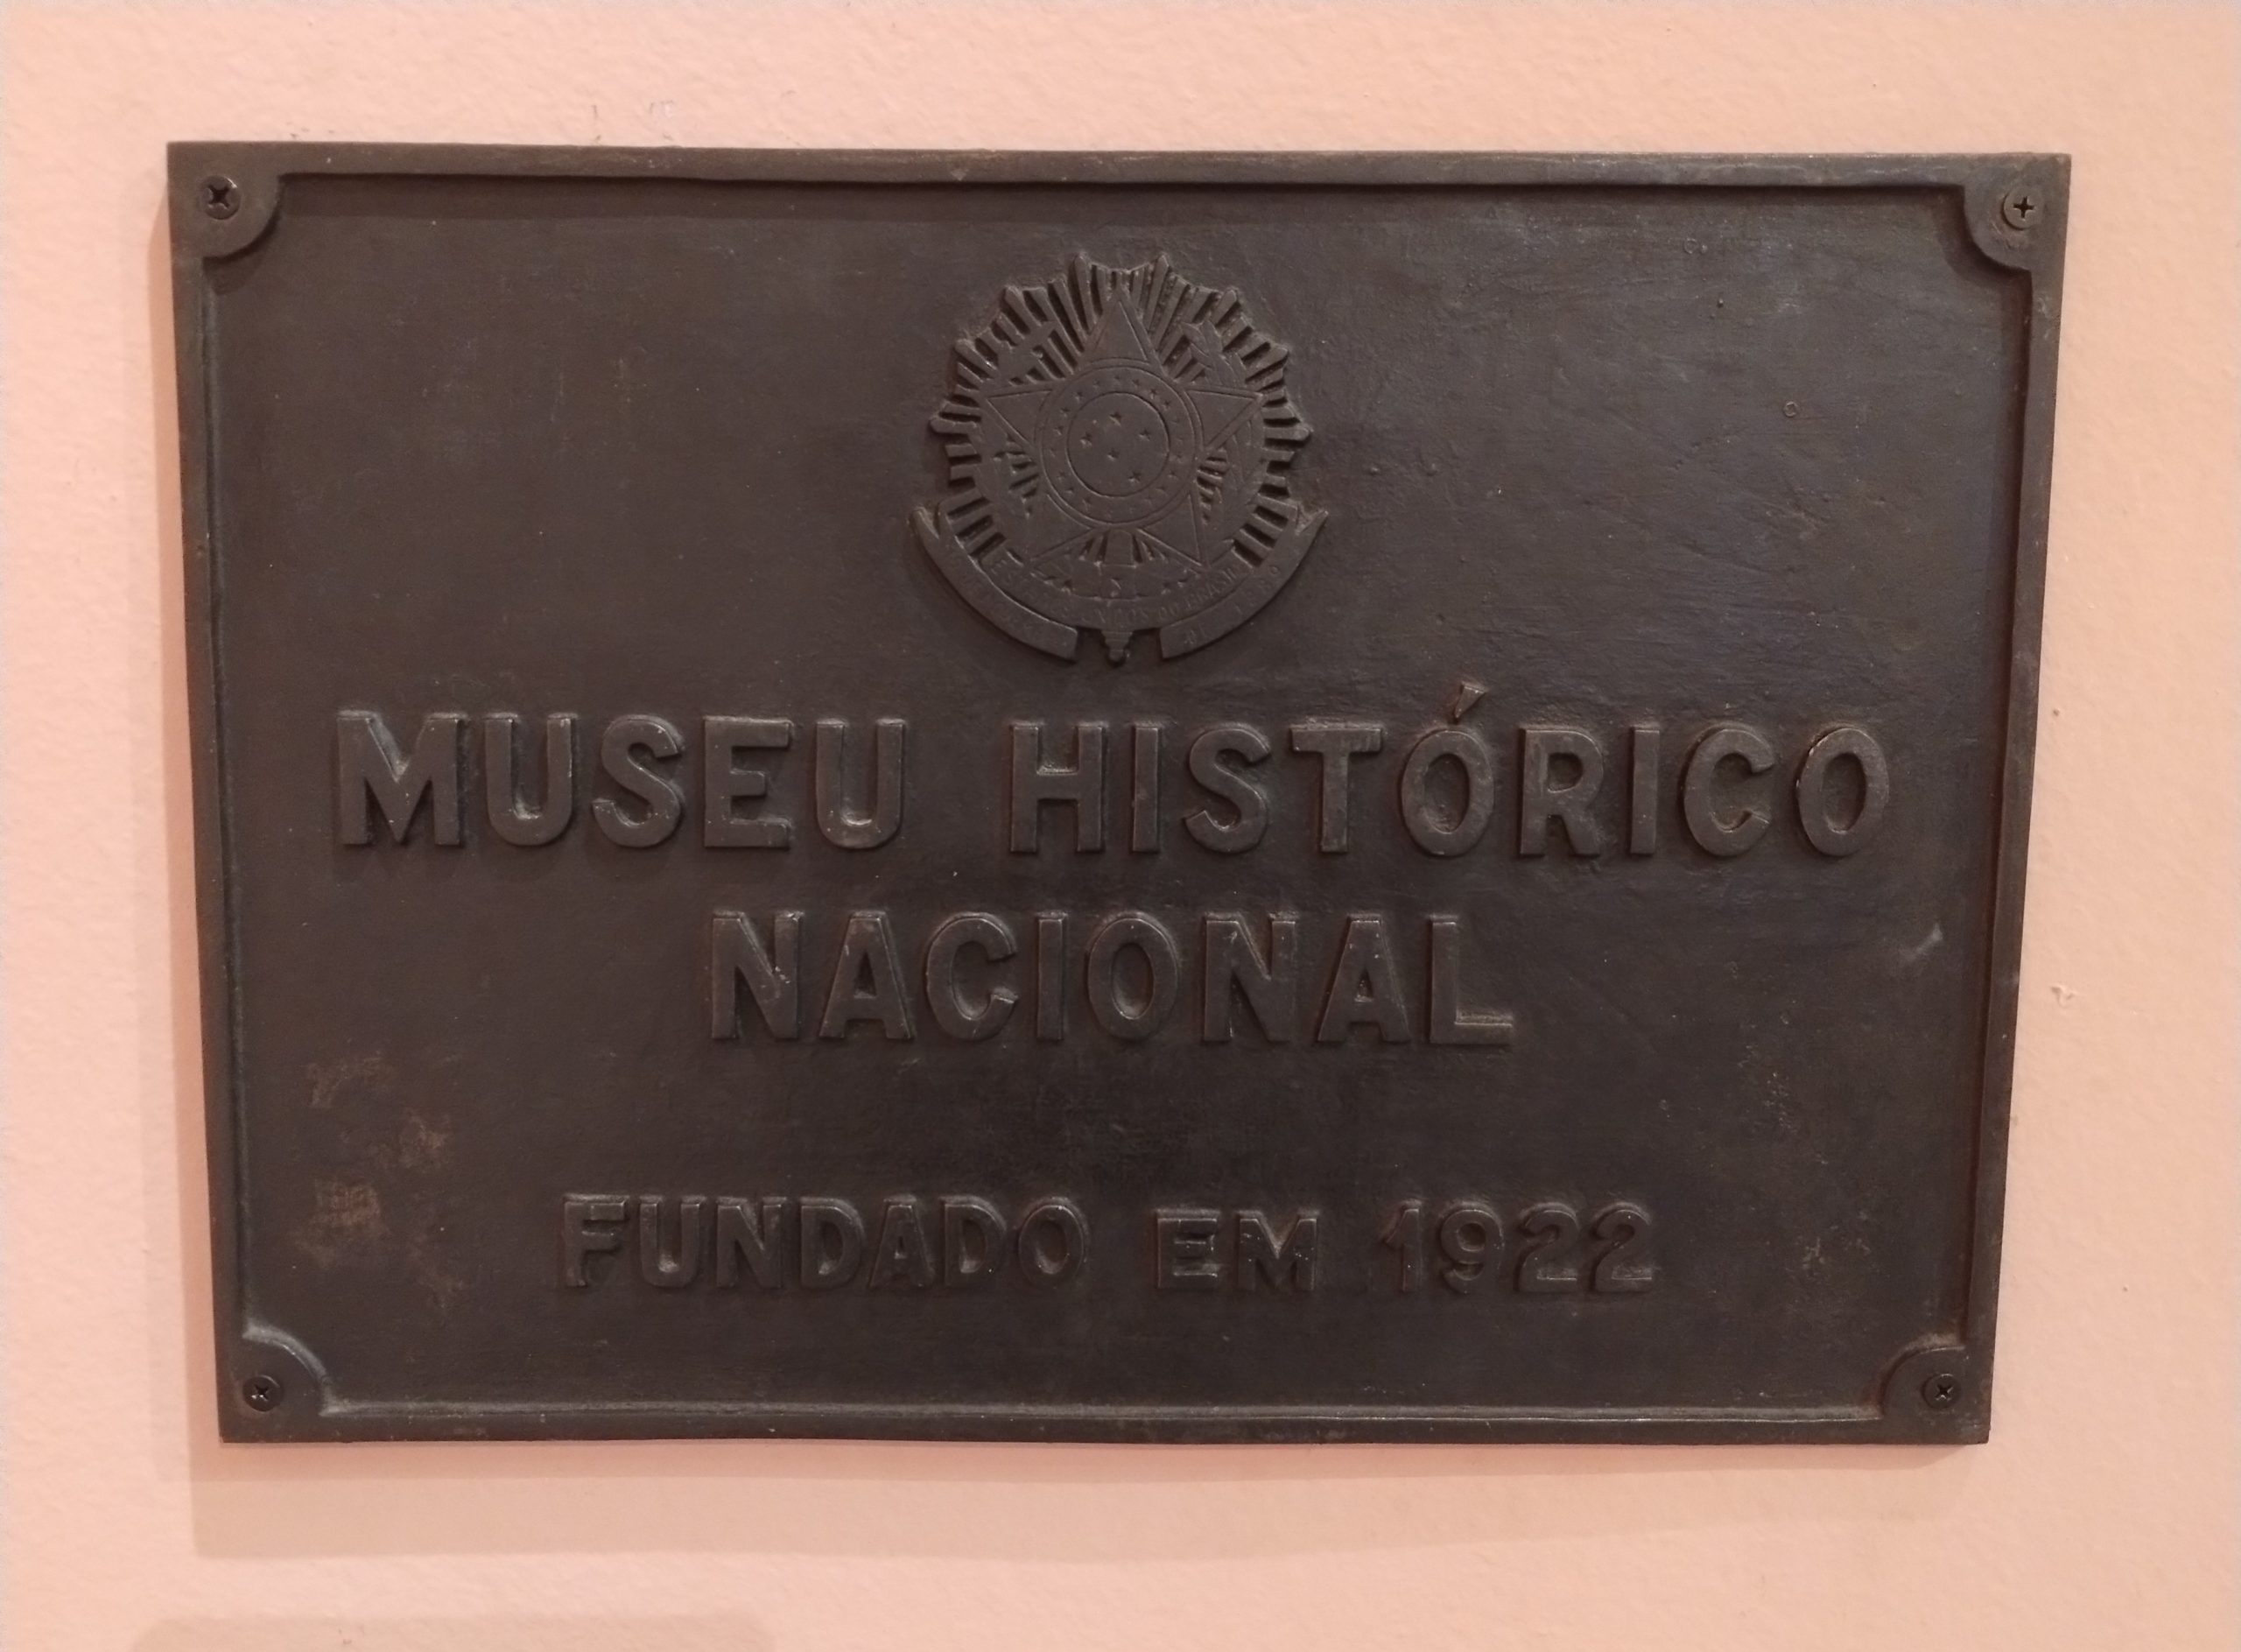 MUSEU HISTÓRICO
NACIONAL
FUNDADO EM 1922